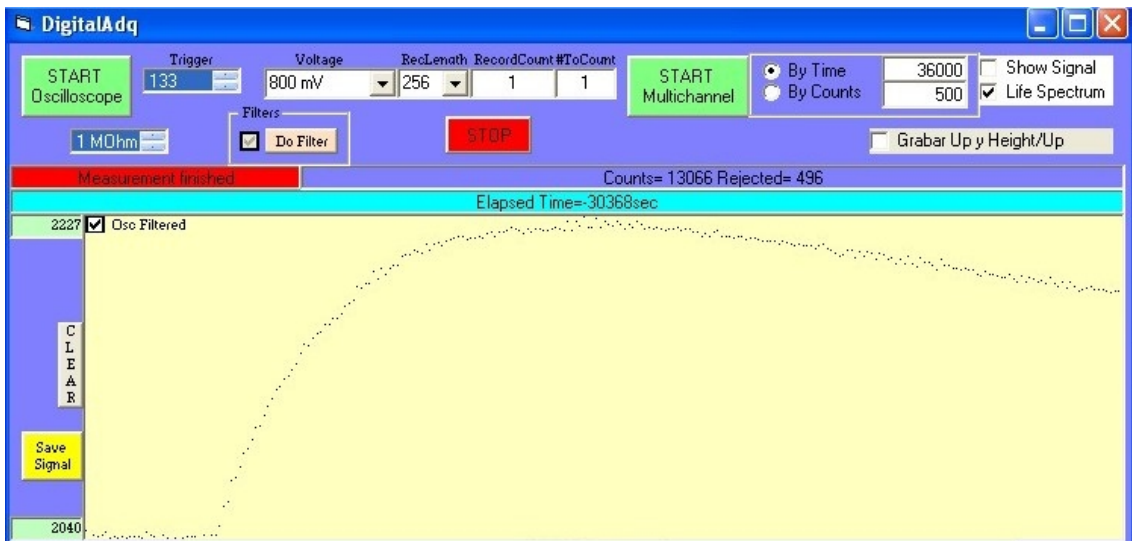 DigitalAdq
START Oscilloscope
Trigger
133
Voltage
800 mV
RecLength
256
RecordCount
1
#ToCount
1
START Multichannel
By Time
36000
By Counts
500
Show Signal
Life Spectrum
1 MOhm
Filters
Do Filter
STOP
Grabar Up y Height/Up
Measurement finished
Counts= 13066 Rejected= 496
Elapsed Time=-30368sec
2227
Osc Filtered
CLEAR
Save Signal
2040